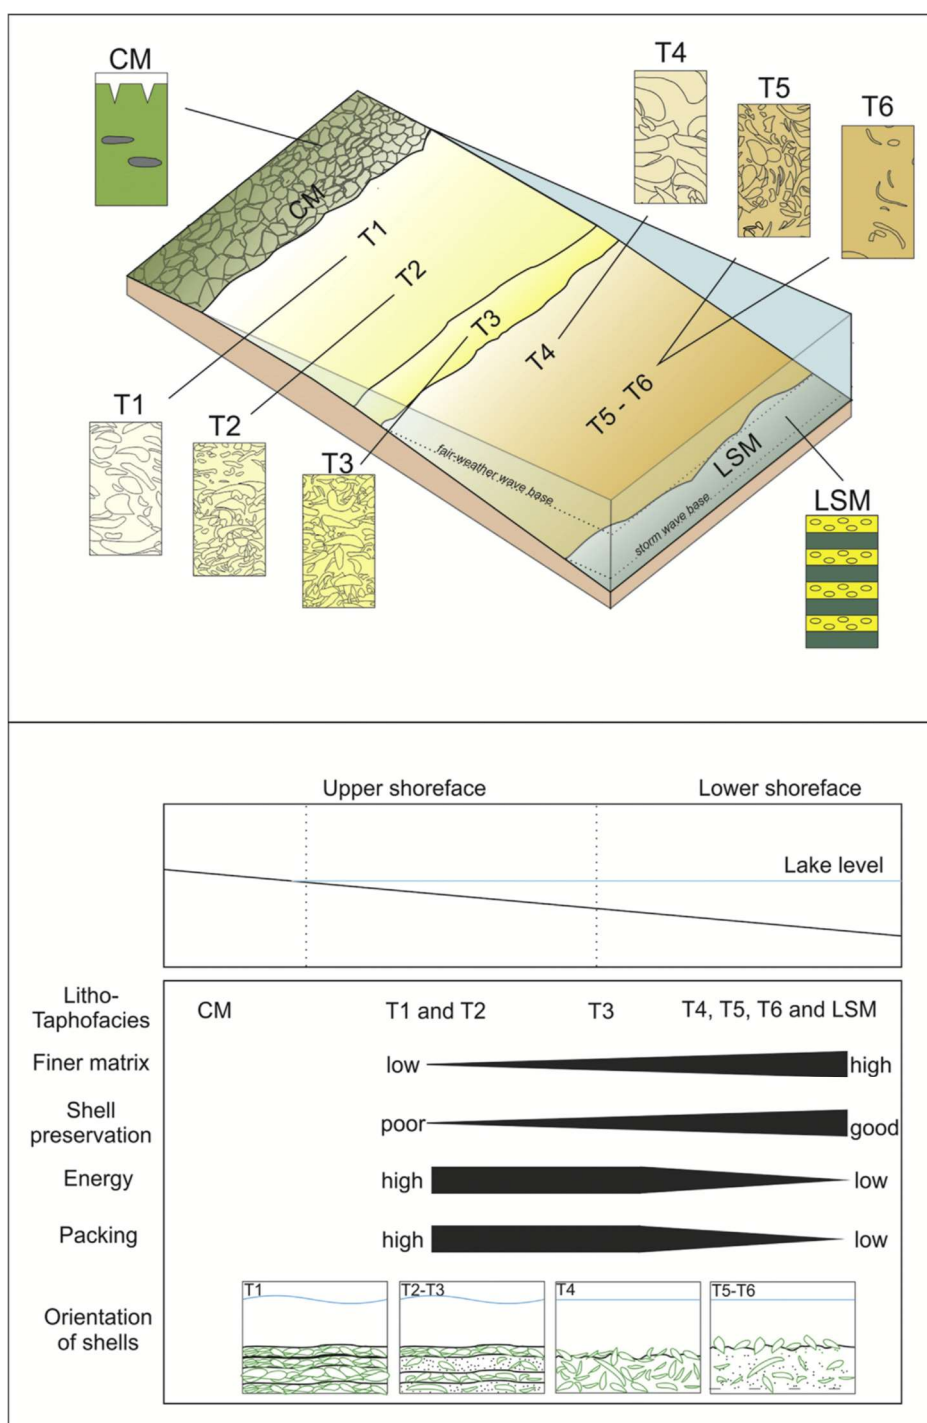 CM
T4
T5
T6
CM
T1
T2
T3
T4
T5 - T6
T1
T2
T3
fair-weather wave base
LSM
storm wave base
LSM
Upper shoreface
Lower shoreface
Lake level
Litho-
Taphofacies
CM
T1 and T2
T3
T4, T5, T6 and LSM
Finer matrix
low
high
Shell
preservation
poor
good
Energy
high
low
Packing
high
low
Orientation
of shells
T1
T2-T3
T4
T5-T6